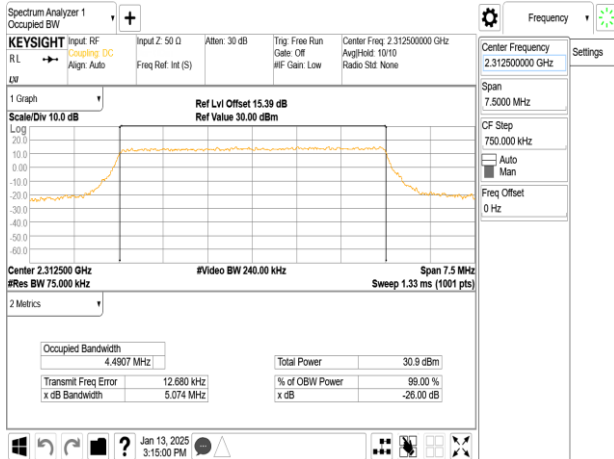 Spectrum Analyzer 1
Occupied BW
Frequency
KEYSIGHT
Input: RF
Coupling: DC
Align: Auto
Input Z: 50 Ω
Freq Ref: Int (S)
Atten: 30 dB
Trig: Free Run
Gate: Off
#IF Gain: Low
Center Freq: 2.312500000 GHz
Avg|Hold: 10/10
Radio Std: None
RL
LXI
Center Frequency
2.312500000 GHz
Settings
Span
7.5000 MHz
CF Step
750.000 kHz
Auto
Man
Freq Offset
0 Hz
1 Graph
Scale/Div 10.0 dB
Ref Lvl Offset 15.39 dB
Ref Value 30.00 dBm
Log
20.0
10.0
0.00
-10.0
-20.0
-30.0
-40.0
-50.0
-60.0
Center 2.312500 GHz
#Res BW 75.000 kHz
#Video BW 240.00 kHz
Span 7.5 MHz
Sweep 1.33 ms (1001 pts)
2 Metrics
Occupied Bandwidth
4.4907 MHz
Total Power 30.9 dBm
Transmit Freq Error 12.680 kHz
% of OBW Power 99.00 %
x dB Bandwidth 5.074 MHz
x dB -26.00 dB
Jan 13, 2025
3:15:00 PM